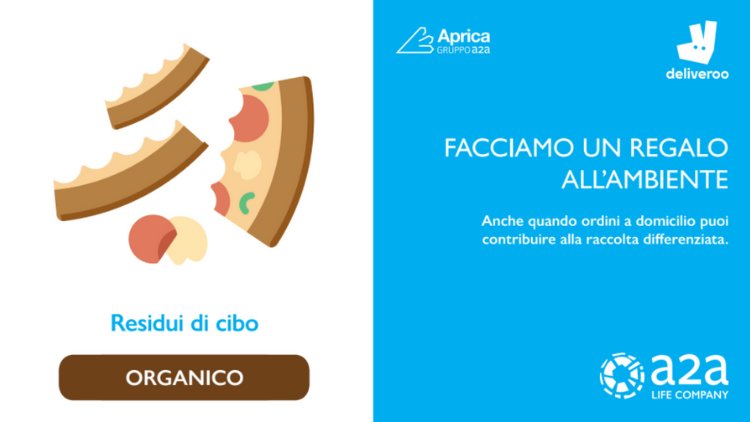 Residui di cibo
ORGANICO
Aprica
GRUPPO a2a
deliveroo
FACCIAMO UN REGALO
ALL'AMBIENTE
Anche quando ordini a domicilio puoi
contribuire alla raccolta differenziata.
a2a
LIFE COMPANY